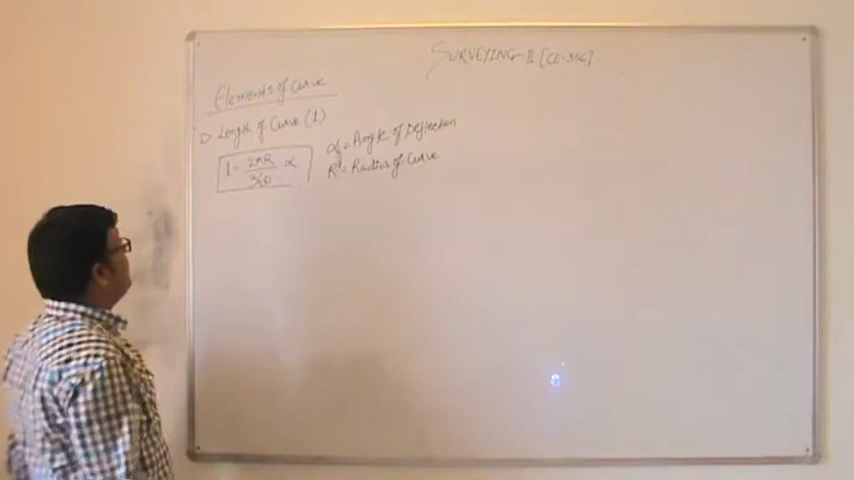 SURVEYING-II [CE-356]
Elements of Curve
▷ Length of Curve (l)
l = 2πR/360 α
α = Angle of Deflection
R = Radius of Curve